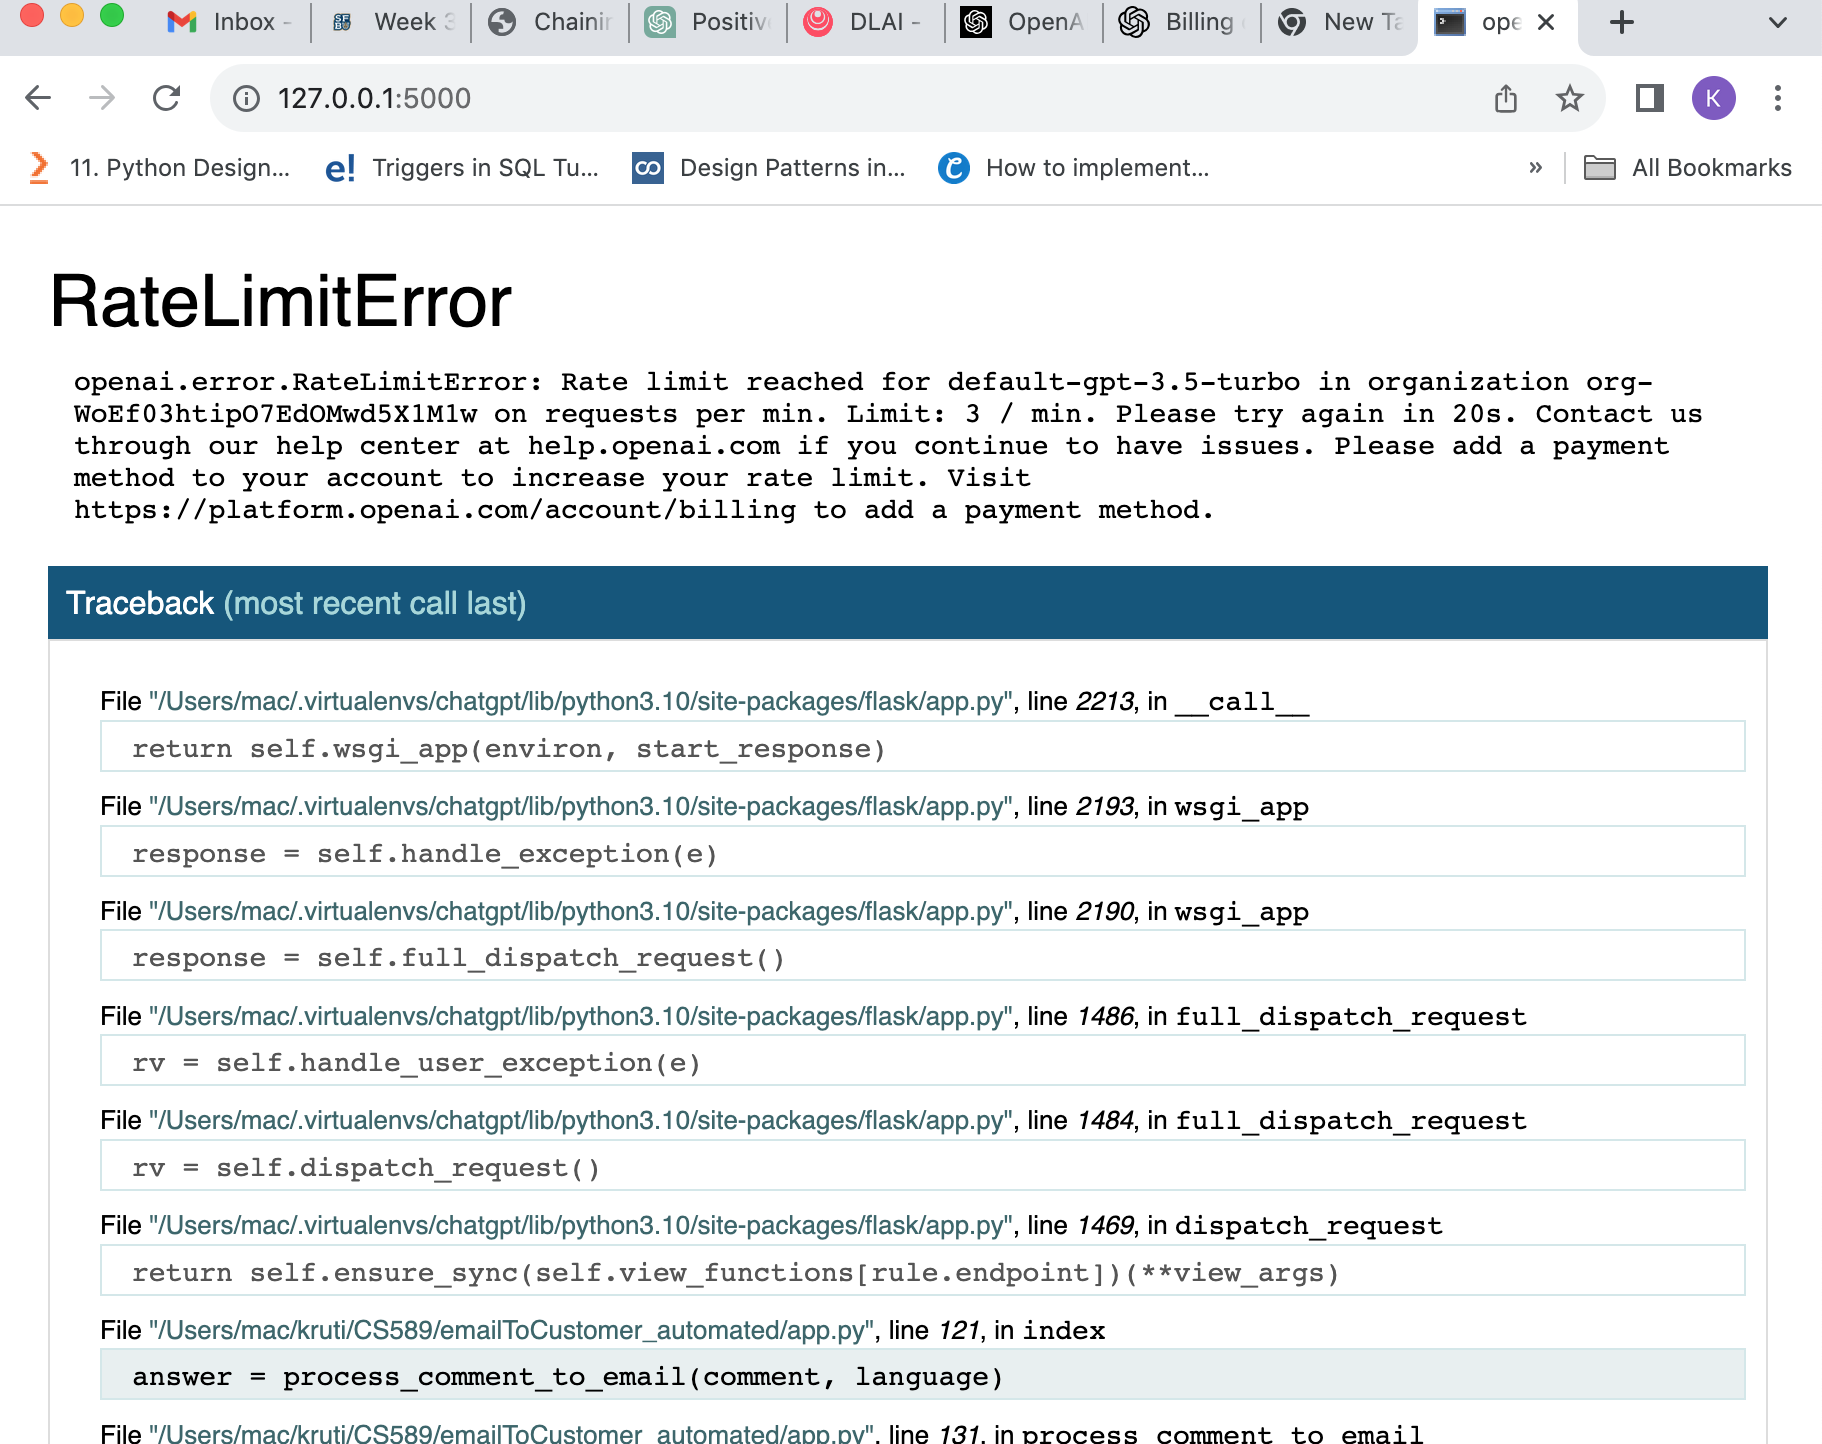 Inbox -
Week 3
Chainin
Positiv
DLAI -
OpenA
Billing
New Ta
ope
127.0.0.1:5000
K
11. Python Design...
e! Triggers in SQL Tu...
Design Patterns in...
How to implement...
»
All Bookmarks
RateLimitError
openai.error.RateLimitError: Rate limit reached for default-gpt-3.5-turbo in organization org-
WoEf03htipO7EdOMwd5X1M1w on requests per min. Limit: 3 / min. Please try again in 20s. Contact us
through our help center at help.openai.com if you continue to have issues. Please add a payment
method to your account to increase your rate limit. Visit
https://platform.openai.com/account/billing to add a payment method.
Traceback (most recent call last)
File "/Users/mac/.virtualenvs/chatgpt/lib/python3.10/site-packages/flask/app.py", line 2213, in __call__
return self.wsgi_app(environ, start_response)
File "/Users/mac/.virtualenvs/chatgpt/lib/python3.10/site-packages/flask/app.py", line 2193, in wsgi_app
response = self.handle_exception(e)
File "/Users/mac/.virtualenvs/chatgpt/lib/python3.10/site-packages/flask/app.py", line 2190, in wsgi_app
response = self.full_dispatch_request()
File "/Users/mac/.virtualenvs/chatgpt/lib/python3.10/site-packages/flask/app.py", line 1486, in full_dispatch_request
rv = self.handle_user_exception(e)
File "/Users/mac/.virtualenvs/chatgpt/lib/python3.10/site-packages/flask/app.py", line 1484, in full_dispatch_request
rv = self.dispatch_request()
File "/Users/mac/.virtualenvs/chatgpt/lib/python3.10/site-packages/flask/app.py", line 1469, in dispatch_request
return self.ensure_sync(self.view_functions[rule.endpoint])(**view_args)
File "/Users/mac/kruti/CS589/emailToCustomer_automated/app.py", line 121, in index
answer = process_comment_to_email(comment, language)
File "/Users/mac/kruti/CS589/emailToCustomer_automated/app.py", line 131, in process_comment_to_email